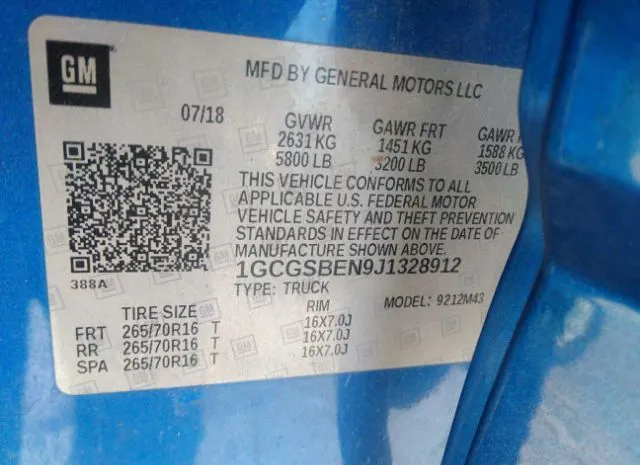 GM
MFD BY GENERAL MOTORS LLC
07/18
GVWR GAWR FRT GAWR
2631 KG 1451 KG 1588 KG
5800 LB 3200 LB 3500 LB
THIS VEHICLE CONFORMS TO ALL
APPLICABLE U.S. FEDERAL MOTOR
VEHICLE SAFETY AND THEFT PREVENTION
STANDARDS IN EFFECT ON THE DATE OF
MANUFACTURE SHOWN ABOVE.
388A
1GCGSBEN9J1328912
TYPE: TRUCK MODEL: 9212M43
TIRE SIZE RIM
FRT 265/70R16 T 16X7.0J
RR 265/70R16 T 16X7.0J
SPA 265/70R16 T 16X7.0J